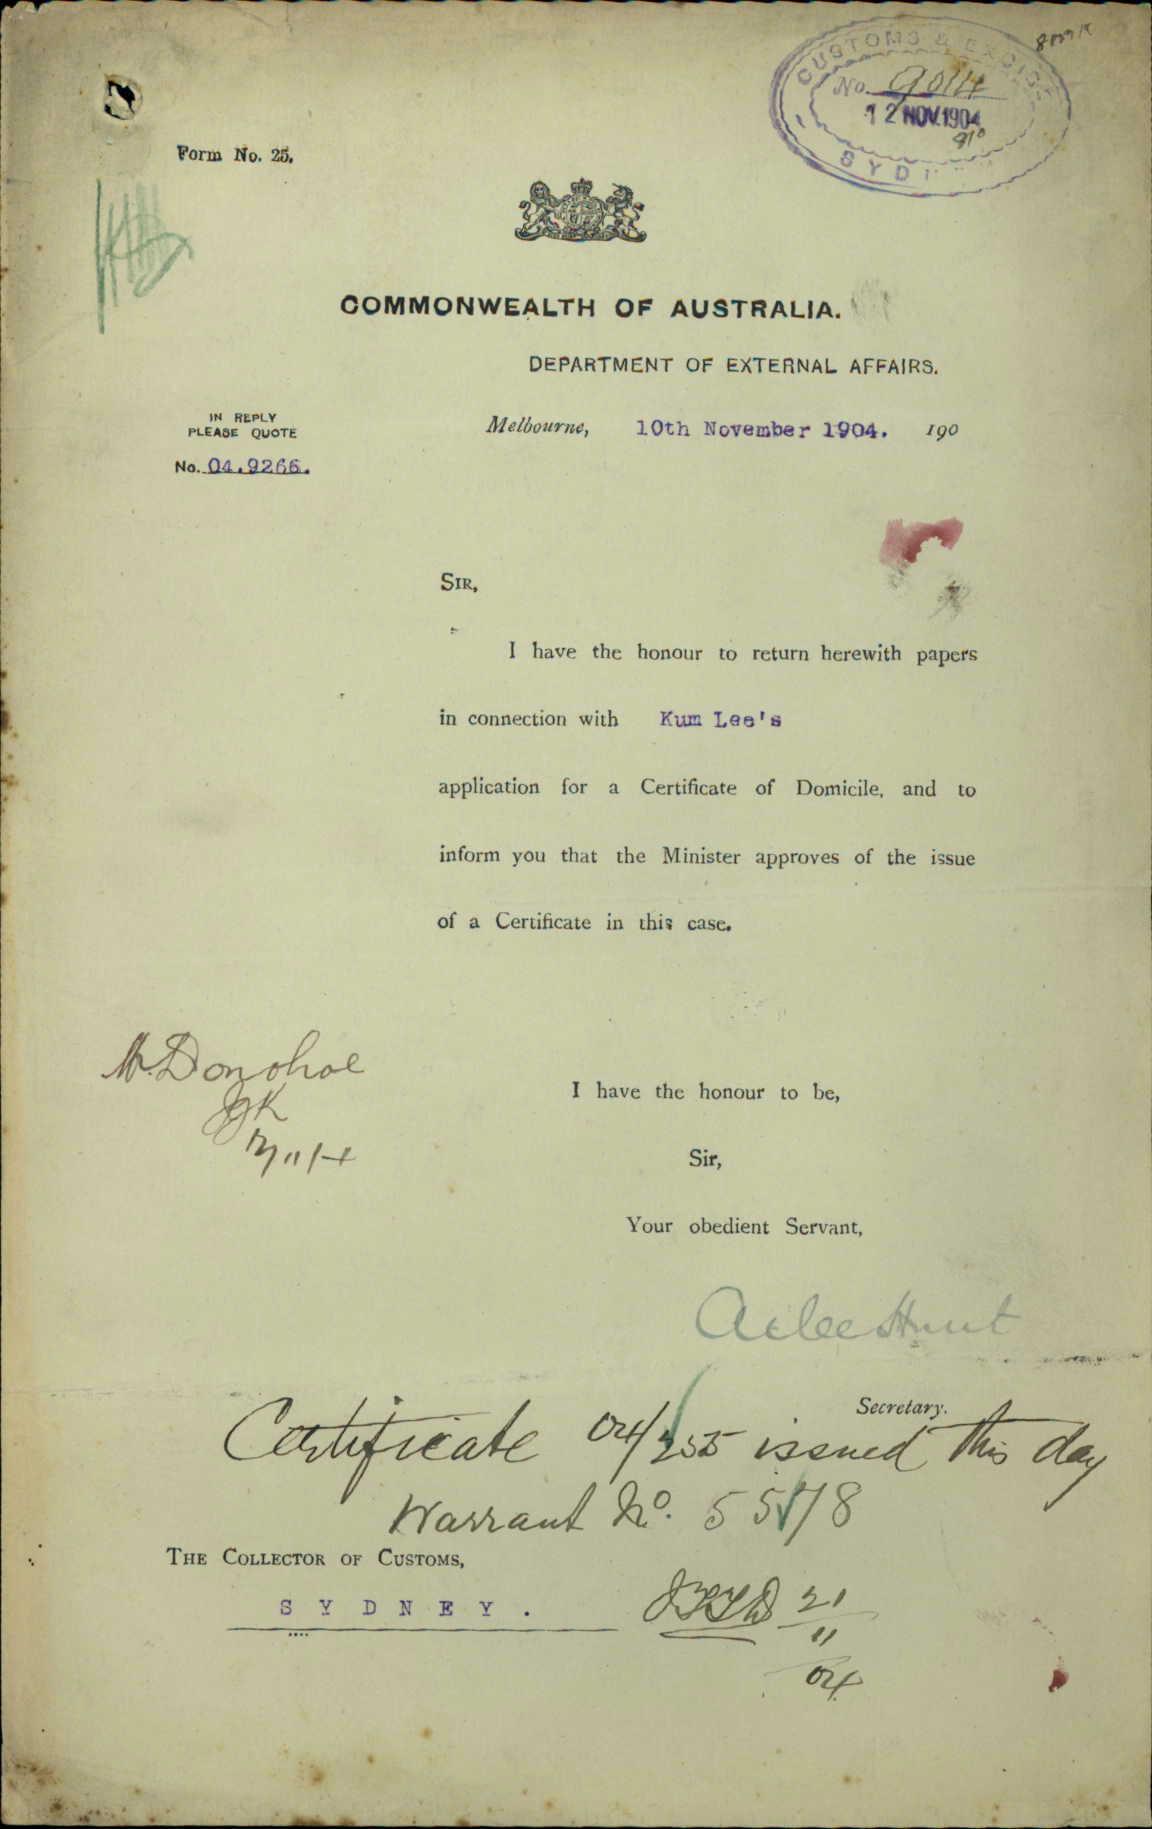 CUSTOMS & EXCISE
No. 9014
12 NOV. 1904
Form No. 25.
COMMONWEALTH OF AUSTRALIA.
DEPARTMENT OF EXTERNAL AFFAIRS.
IN REPLY
PLEASE QUOTE
No. 04.9266.
Melbourne, 10th November 1904. 190
SIR,
I have the honour to return herewith papers
in connection with Kum Lee's
application for a Certificate of Domicile, and to
inform you that the Minister approves of the issue
of a Certificate in this case.
Mr. Donohoe
I have the honour to be,
Sir,
Your obedient Servant,
Atlee Hunt
Secretary.
Certificate 04/255 issued this day
Warrant No. 5578
THE COLLECTOR OF CUSTOMS,
SYDNEY.
21
11
04